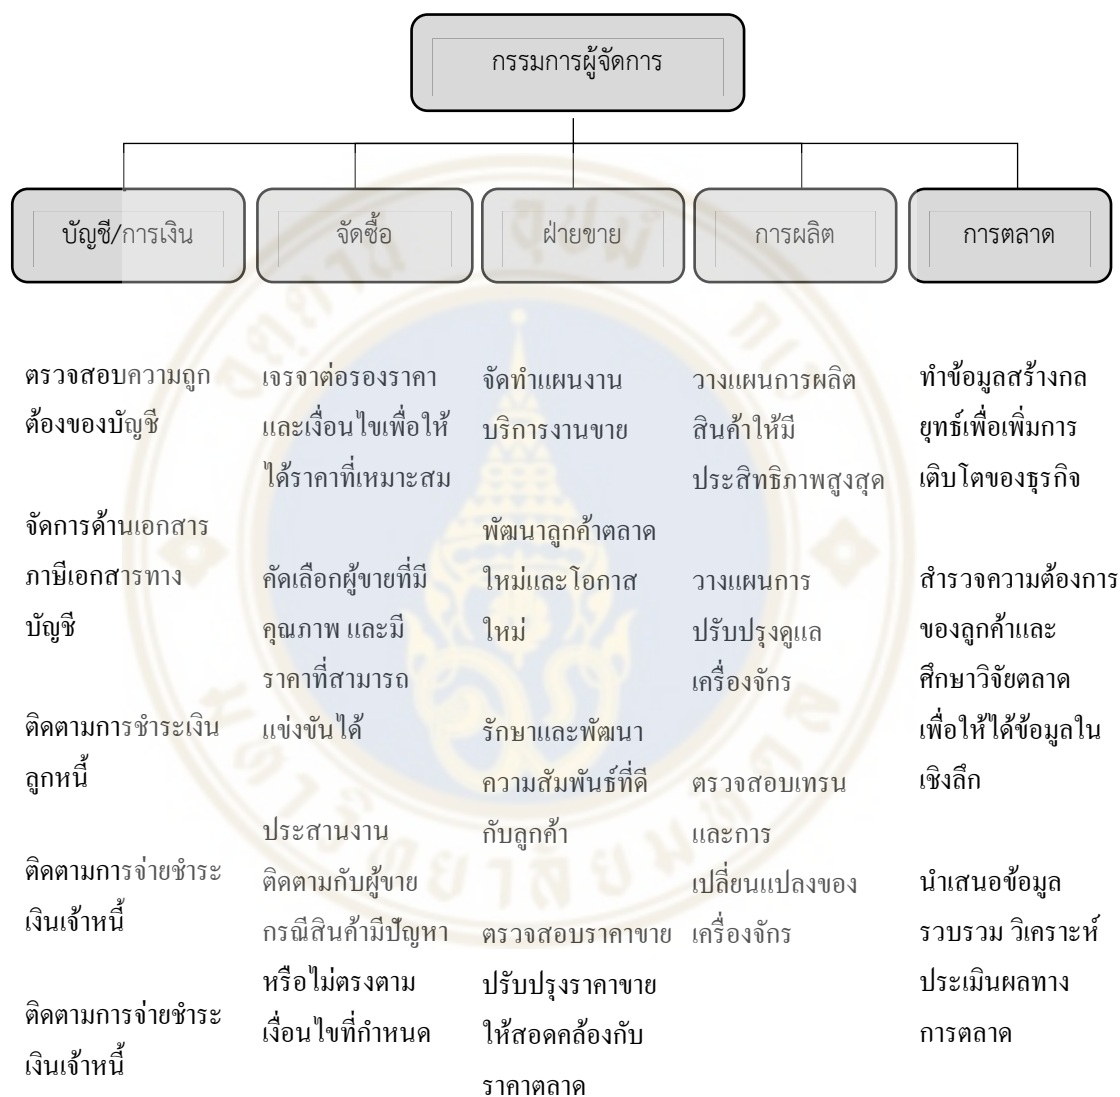 กรรมการผู้จัดการ
บัญชี/การเงิน
จัดซื้อ
ฝ่ายขาย
การผลิต
การตลาด
ตรวจสอบความถูก
ต้องของบัญชี
จัดการด้านเอกสาร
ภาษีเอกสารทาง
บัญชี
ติดตามการชำระเงิน
ลูกหนี้
ติดตามการจ่ายชำระ
เงินเจ้าหนี้
ติดตามการจ่ายชำระ
เงินเจ้าหนี้
เจรจาต่อรองราคา
และเงื่อนไขเพื่อให้
ได้ราคาที่เหมาะสม
คัดเลือกผู้ขายที่มี
คุณภาพ และมี
ราคาที่สามารถ
แข่งขันได้
ประสานงาน
ติดตามกับผู้ขาย
กรณีสินค้ามีปัญหา
หรือไม่ตรงตาม
เงื่อนไขที่กำหนด
จัดทำแผนงาน
บริการงานขาย
พัฒนาลูกค้าตลาด
ใหม่และโอกาส
ใหม่
รักษาและพัฒนา
ความสัมพันธ์ที่ดี
กับลูกค้า
ตรวจสอบราคาขาย
ปรับปรุงราคาขาย
ให้สอดคล้องกับ
ราคาตลาด
วางแผนการผลิต
สินค้าให้มี
ประสิทธิภาพสูงสุด
วางแผนการ
ปรับปรุงดูแล
เครื่องจักร
ตรวจสอบเทรน
และการ
เปลี่ยนแปลงของ
เครื่องจักร
ทำข้อมูลสร้างกล
ยุทธ์เพื่อเพิ่มการ
เติบโตของธุรกิจ
สำรวจความต้องการ
ของลูกค้าและ
ศึกษาวิจัยตลาด
เพื่อให้ได้ข้อมูลใน
เชิงลึก
นำเสนอข้อมูล
รวบรวม วิเคราะห์
ประเมินผลทาง
การตลาด
มหาวิทยาลัยมหิดล